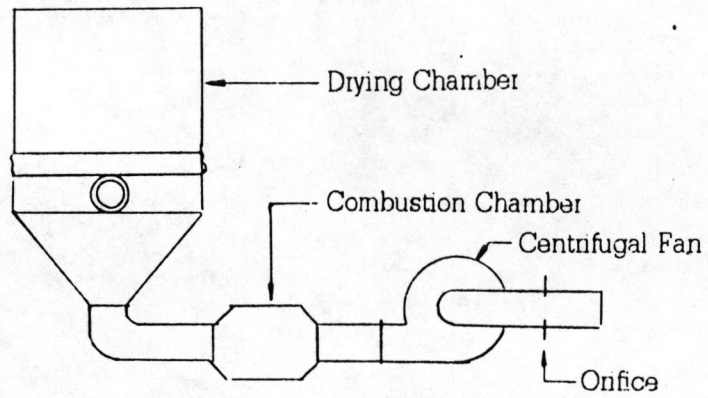 Drying Chamber
Combustion Chamber
Centrifugal Fan
Orifice